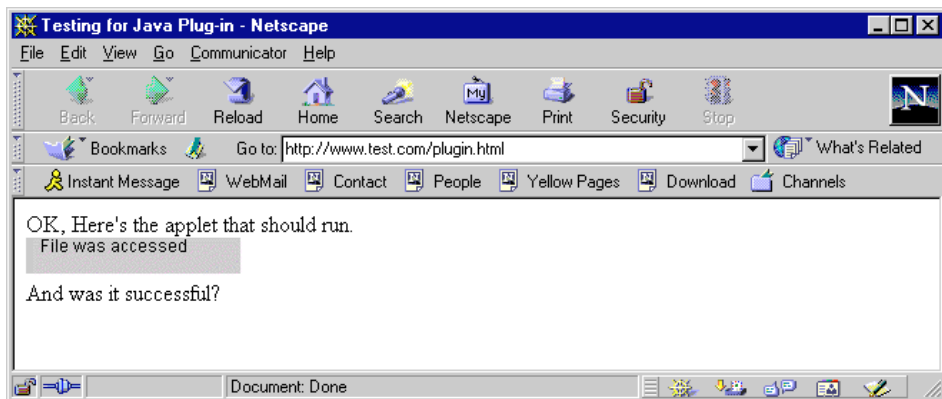 Testing for Java Plug-in - Netscape
File Edit View Go Communicator Help
Back Forward Reload Home Search My Netscape Print Security Stop N
Bookmarks Go to: http://www.test.com/plugin.html What's Related
Instant Message WebMail Contact People Yellow Pages Download Channels
OK, Here's the applet that should run.
File was accessed
And was it successful?
Document: Done